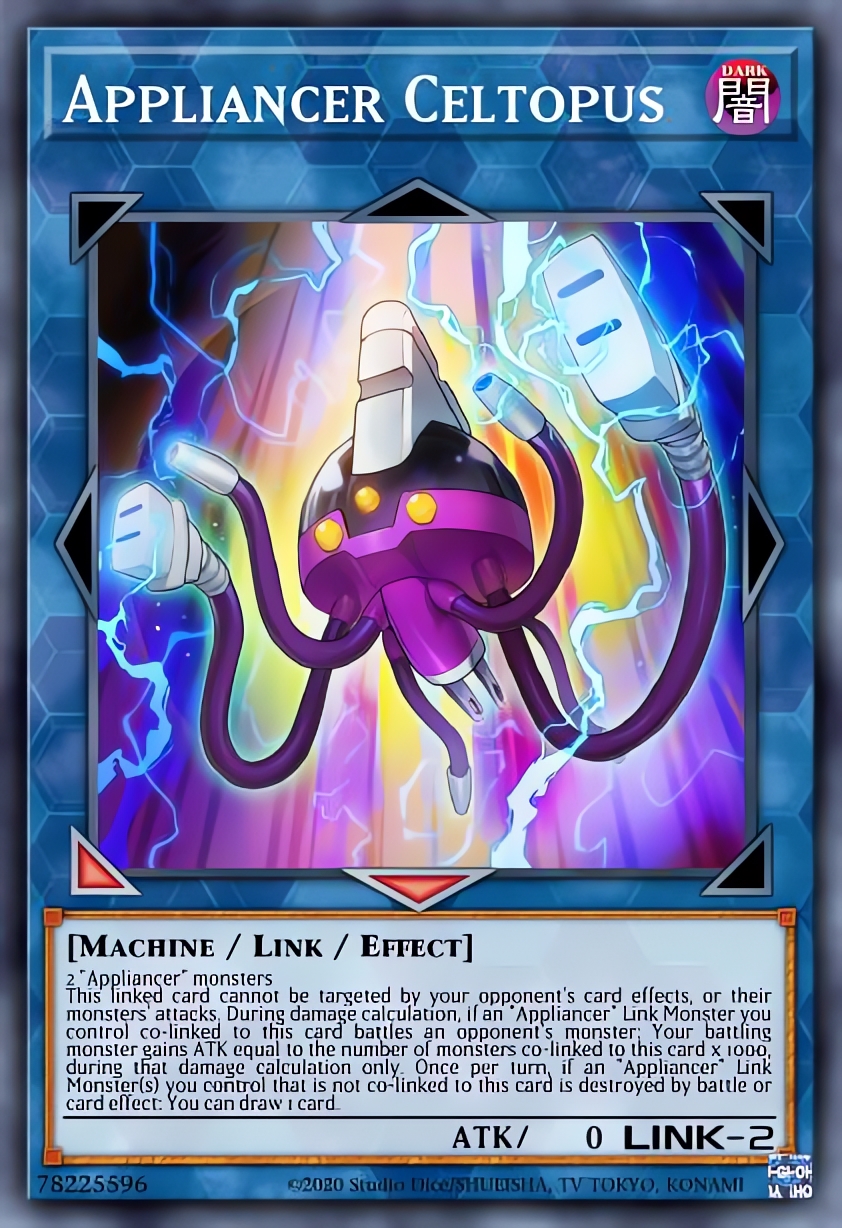 APPLIANCER CELTOPUS
DARK
闇
[MACHINE / LINK / EFFECT]
2 "Appliancer" monsters
This linked card cannot be targeted by your opponent's card effects, or their
monsters' attacks. During damage calculation, if an "Appliancer" Link Monster you
control co-linked to this card battles an opponent's monster: Your battling
monster gains ATK equal to the number of monsters co-linked to this card x 1000,
during that damage calculation only. Once per turn, if an "Appliancer" Link
Monster(s) you control that is not co-linked to this card is destroyed by battle or
card effect: You can draw 1 card.
ATK/ 0 LINK-2
78225596 ©2020 Studio Dice/SHUEISHA, TV TOKYO, KONAMI